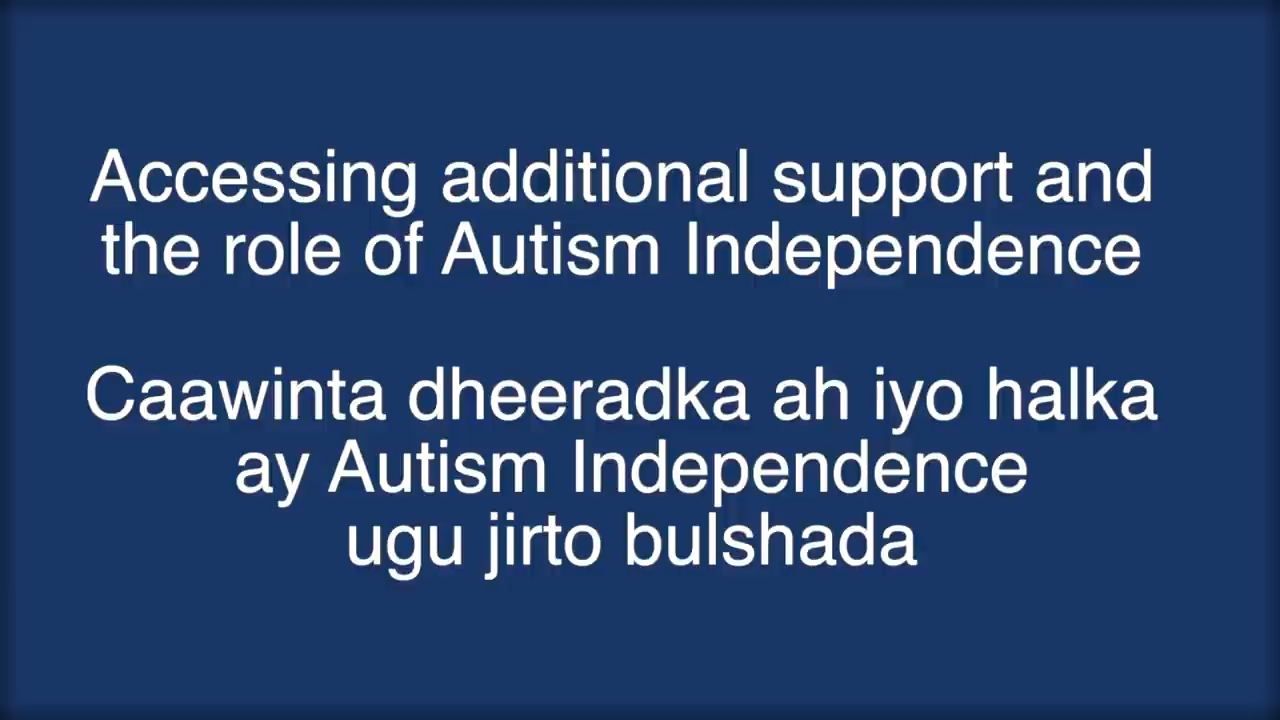 Accessing additional support and
the role of Autism Independence
Caawinta dheeradka ah iyo halka
ay Autism Independence
ugu jirto bulshada